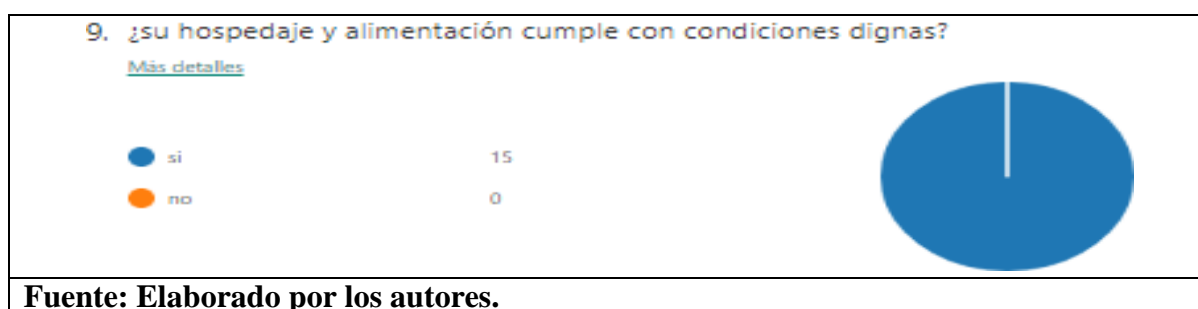 9. ¿su hospedaje y alimentación cumple con condiciones dignas?
Más detalles
si 15
no 0
Fuente: Elaborado por los autores.